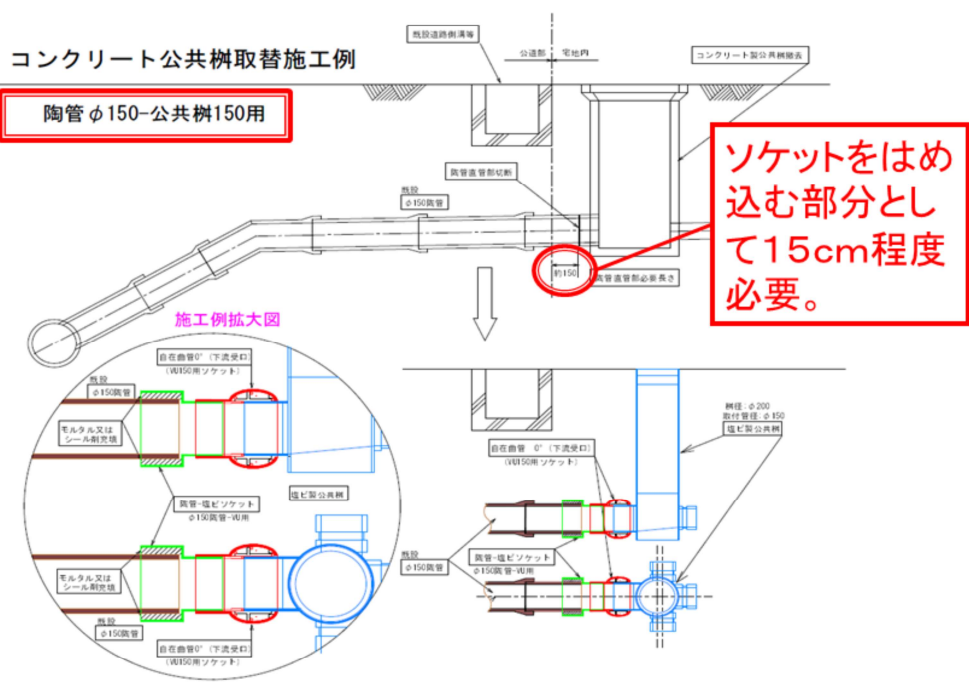 コンクリート公共桝取替施工例
陶管φ150-公共桝150用
既設道路側溝等
公道部
宅地内
コンクリート製公共桝撤去
陶管直管部切断
既設
φ150陶管
約150
陶管直管部必要長さ
ソケットをはめ
込む部分とし
て15cm程度
必要。
施工例拡大図
自在曲管0°(下流受口)
(VU150用ソケット)
既設
φ150陶管
モルタル又は
シール剤充填
陶管-塩ビソケット
φ150陶管-VU用
塩ビ製公共桝
モルタル又は
シール剤充填
既設
φ150陶管
自在曲管0°(下流受口)
(VU150用ソケット)
桝径:φ200
取付管径:φ150
塩ビ製公共桝
自在曲管 0°(下流受口)
(VU150用ソケット)
既設
φ150陶管
陶管-塩ビソケット
φ150陶管-VU用